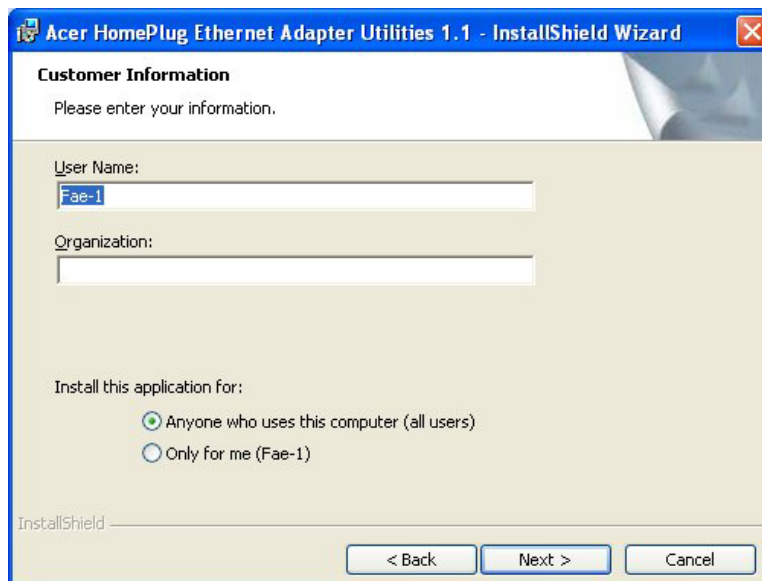 Acer HomePlug Ethernet Adapter Utilities 1.1 - InstallShield Wizard
Customer Information
Please enter your information.
User Name:
Fae-1
Organization:
Install this application for:
Anyone who uses this computer (all users)
Only for me (Fae-1)
InstallShield
< Back Next > Cancel